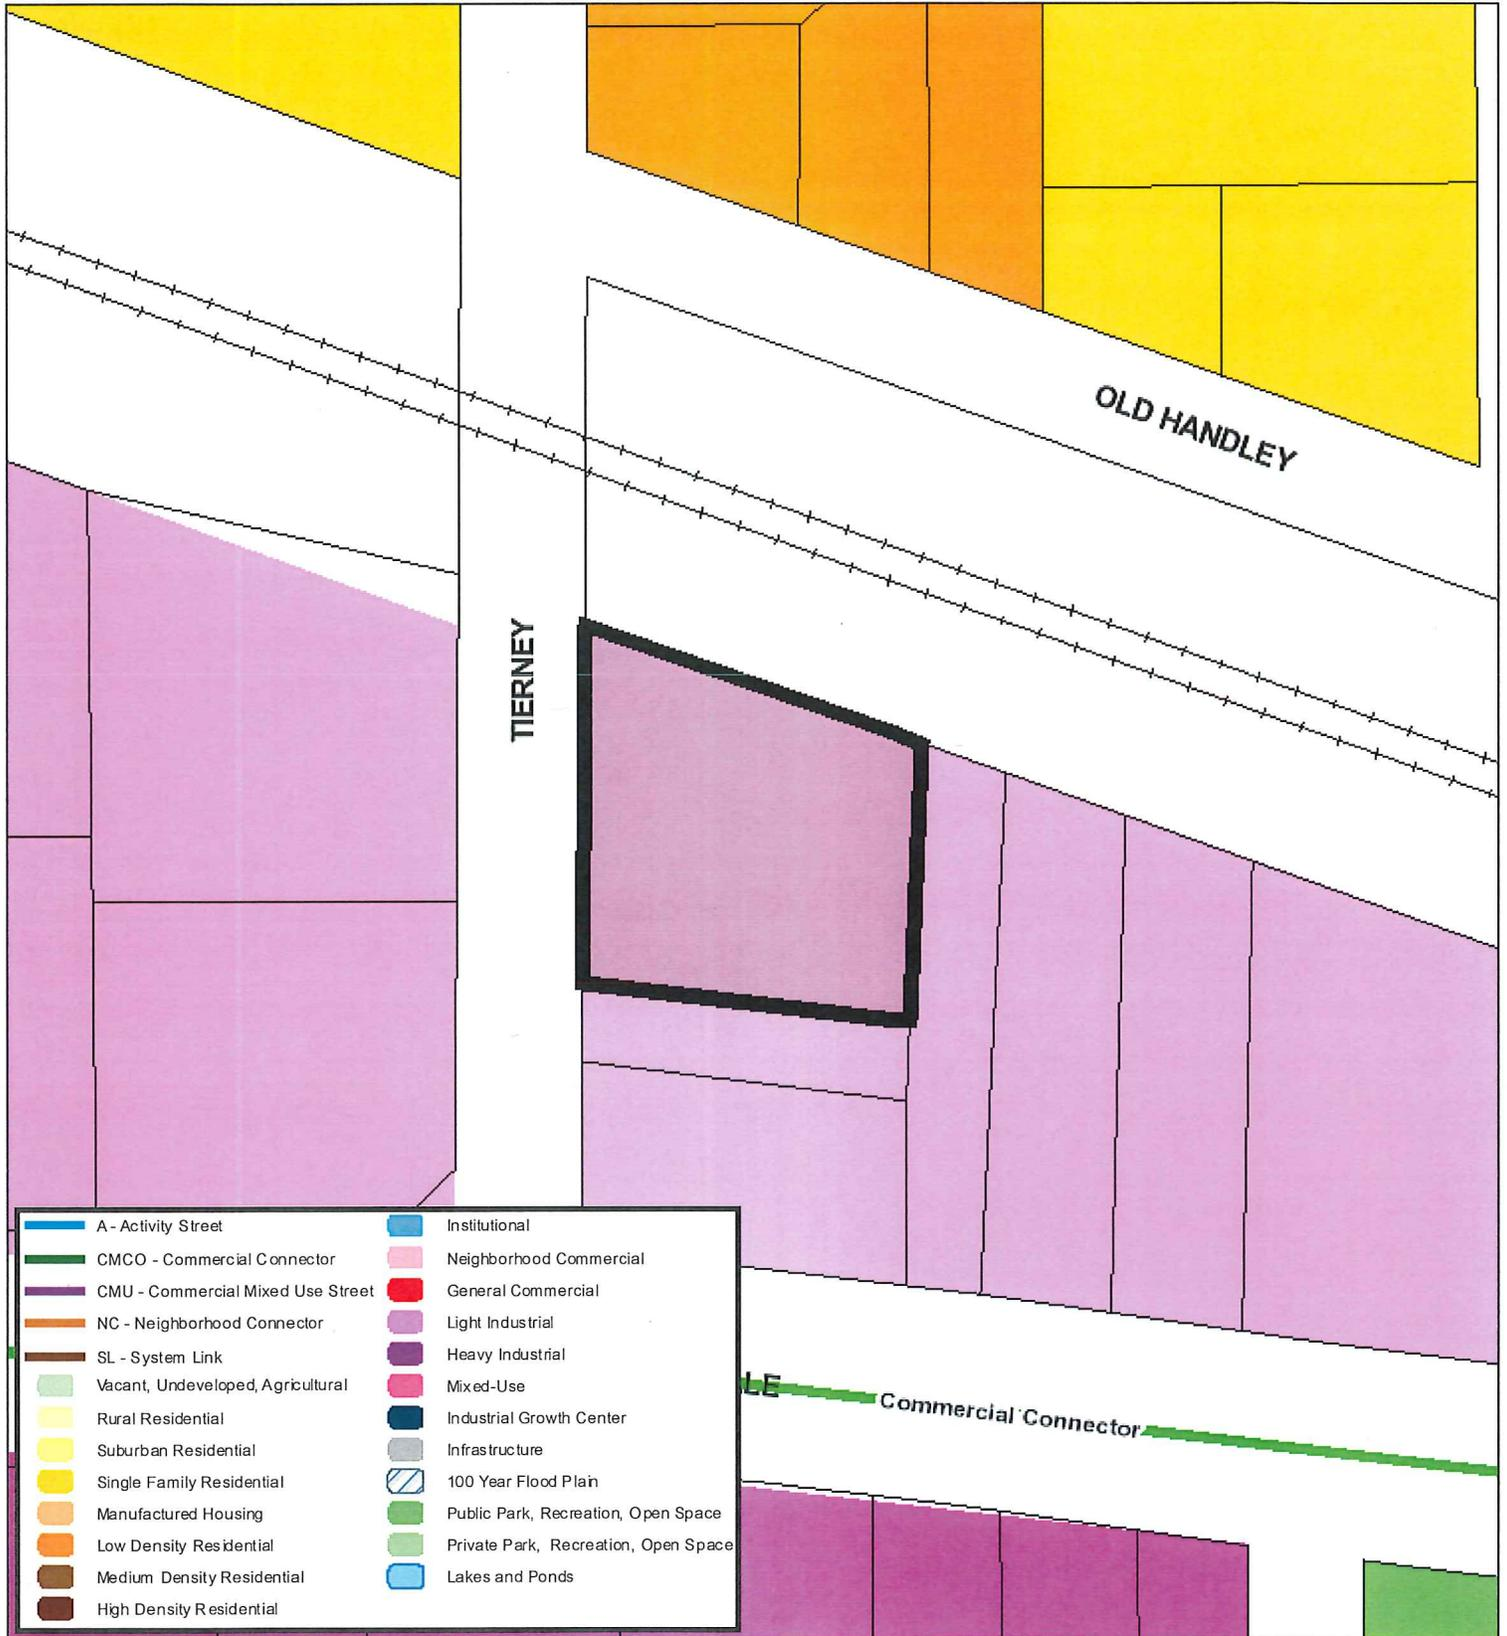 OLD HANDLEY
TIERNEY
A - Activity Street
CMCO - Commercial Connector
CMU - Commercial Mixed Use Street
NC - Neighborhood Connector
SL - System Link
Vacant, Undeveloped, Agricultural
Rural Residential
Suburban Residential
Single Family Residential
Manufactured Housing
Low Density Residential
Medium Density Residential
High Density Residential
Institutional
Neighborhood Commercial
General Commercial
Light Industrial
Heavy Industrial
Mixed-Use
Industrial Growth Center
Infrastructure
100 Year Flood Plain
Public Park, Recreation, Open Space
Private Park, Recreation, Open Space
Lakes and Ponds
LE
Commercial Connector